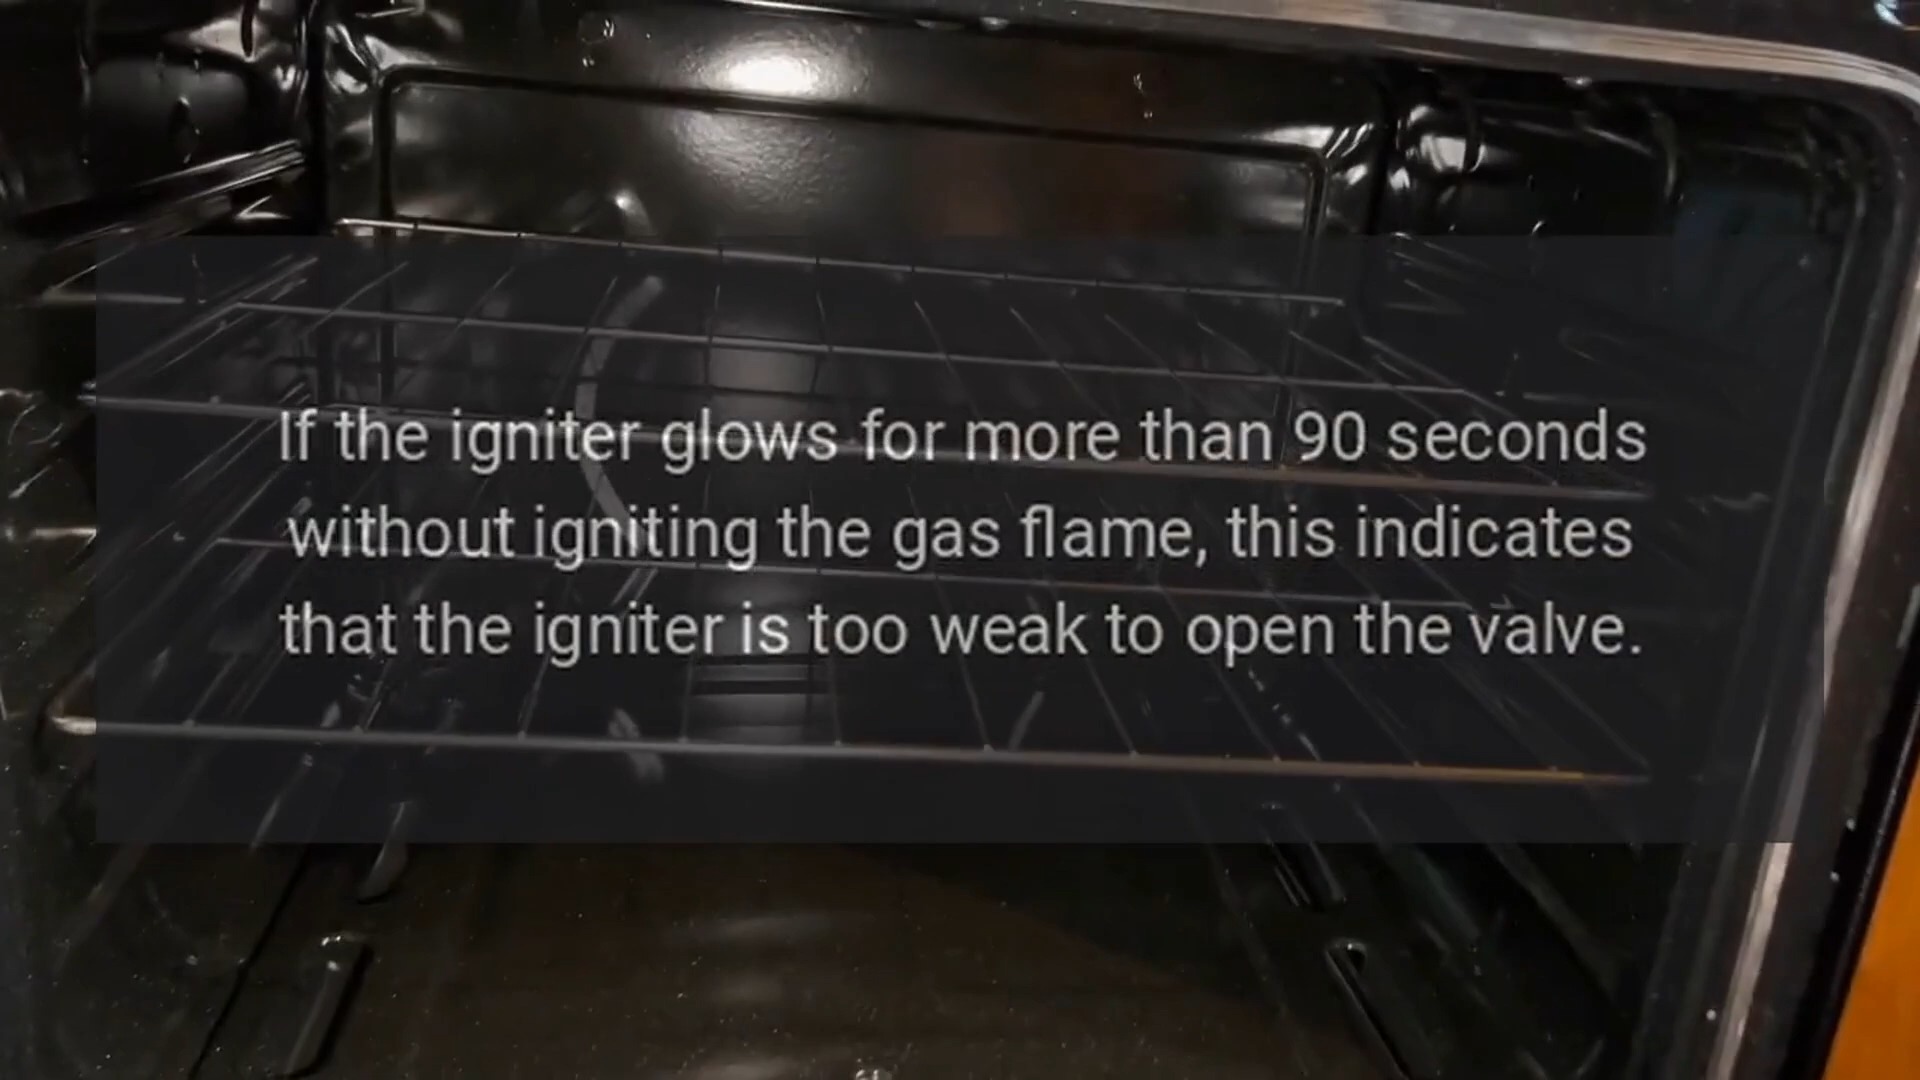 If the igniter glows for more than 90 seconds
without igniting the gas flame, this indicates
that the igniter is too weak to open the valve.